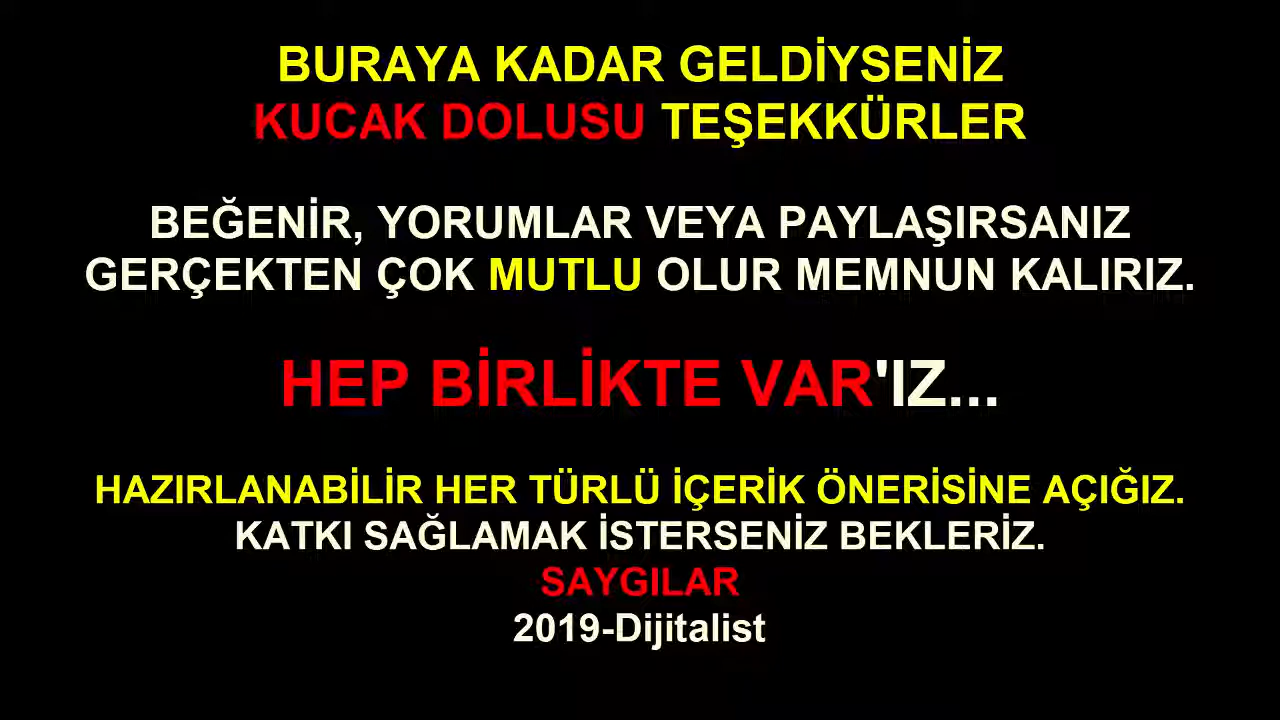 BURAYA KADAR GELDİYSENİZ
KUCAK DOLUSU TEŞEKKÜRLER
BEĞENİR, YORUMLAR VEYA PAYLAŞIRSANIZ
GERÇEKTEN ÇOK MUTLU OLUR MEMNUN KALIRIZ.
HEP BİRLİKTE VAR'IZ...
HAZIRLANABİLİR HER TÜRLÜ İÇERİK ÖNERİSİNE AÇIĞIZ.
KATKI SAĞLAMAK İSTERSENİZ BEKLERİZ.
SAYGILAR
2019-Dijitalist